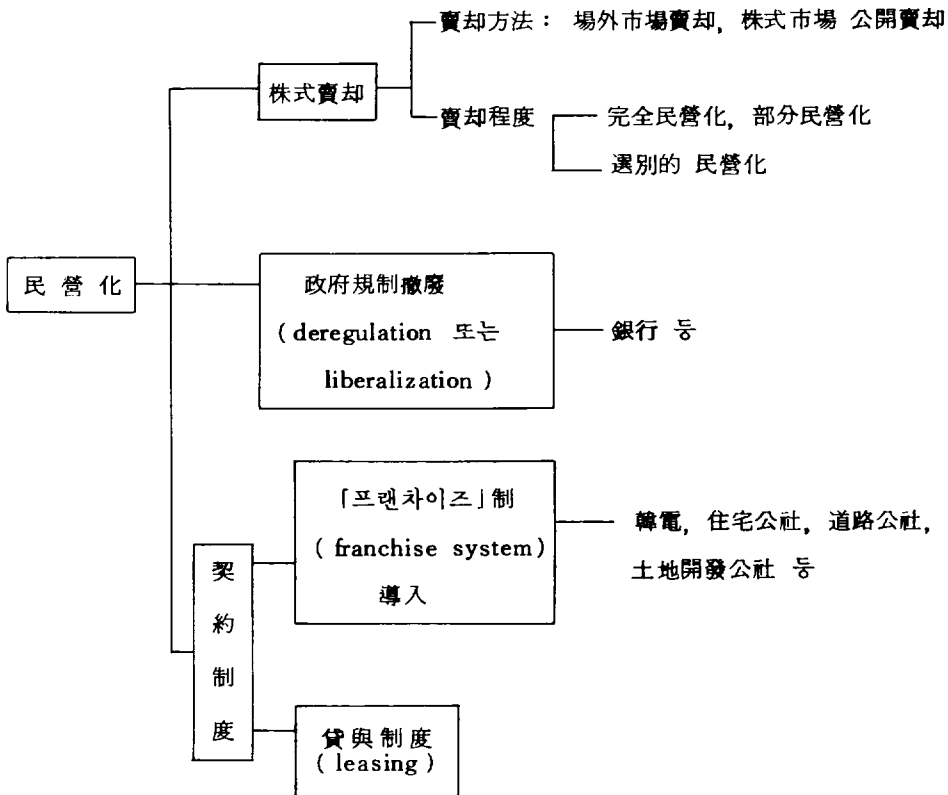 賣却方法： 場外市場賣却, 株式市場 公開賣却
株式賣却
賣却程度
完全民營化, 部分民營化
選別的 民營化
民營化
政府規制撤廢
( deregulation 또는
liberalization )
銀行 등
「프랜차이즈」制
( franchise system)
導入
韓電, 住宅公社, 道路公社,
土地開發公社 등
契
約
制
度
貸與制度
( leasing )